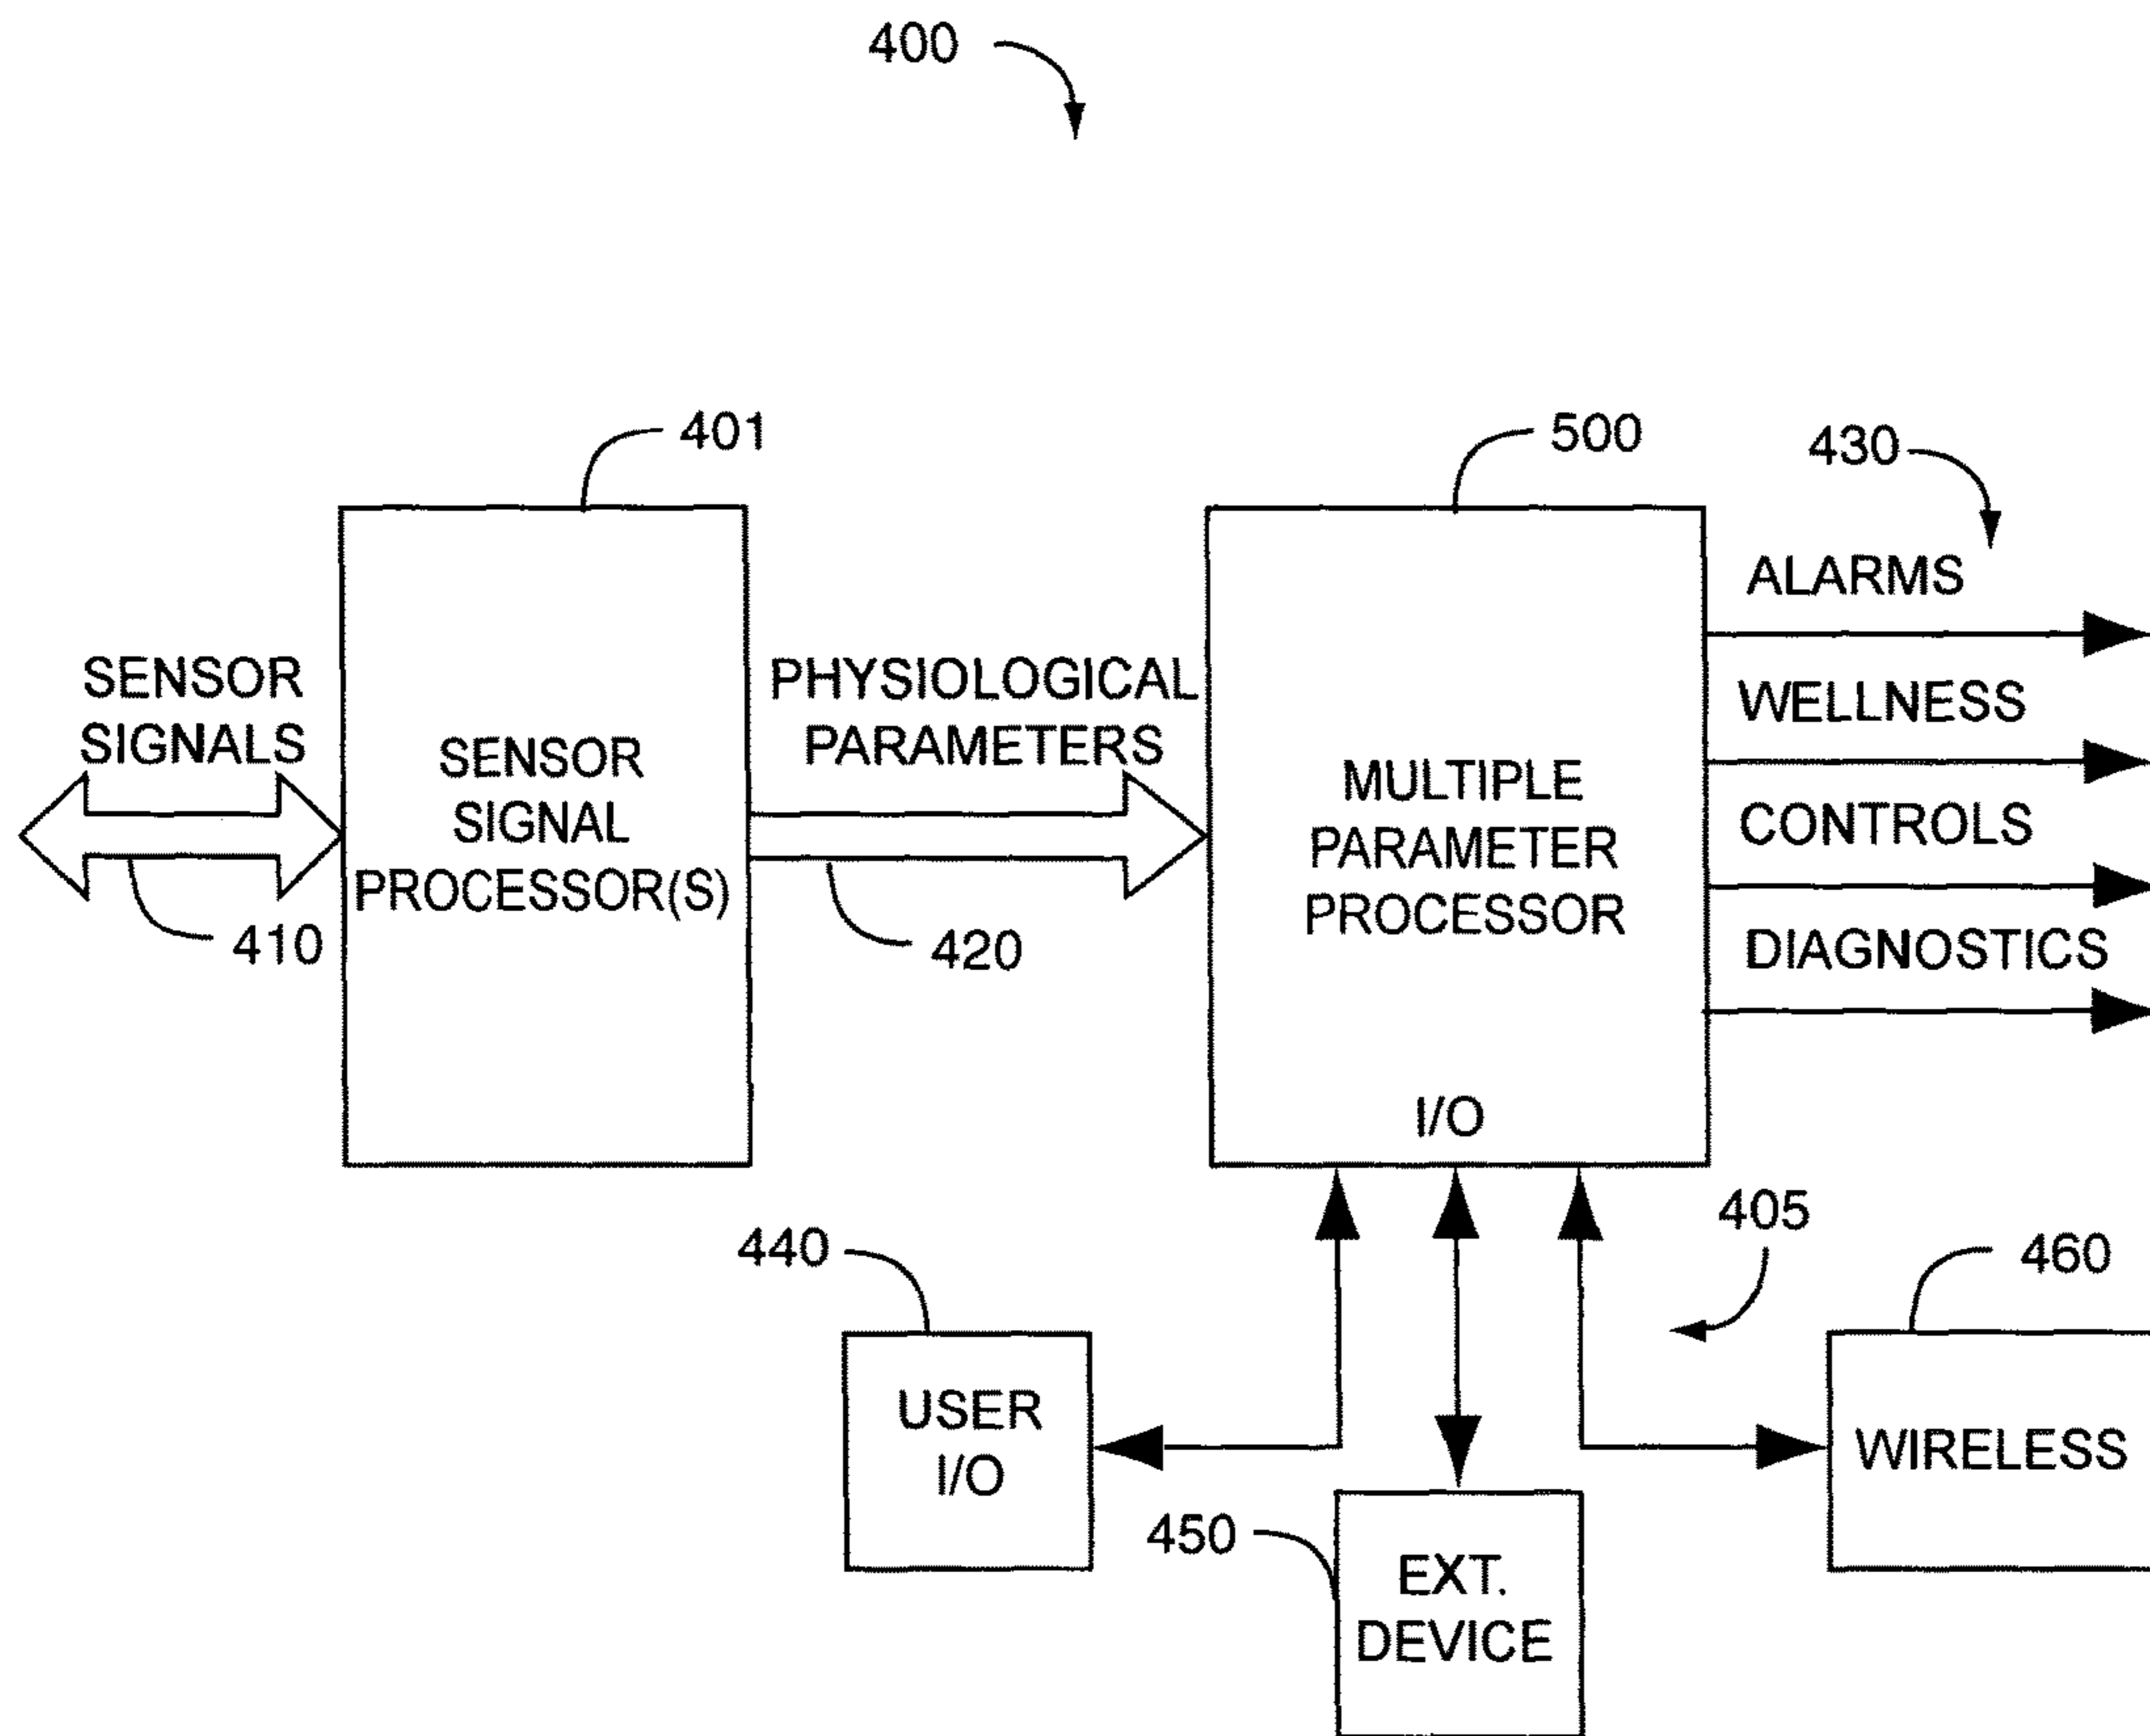 400
401
500
430
ALARMS
SENSOR
SIGNALS
SENSOR
SIGNAL
PROCESSOR(S)
PHYSIOLOGICAL
PARAMETERS
MULTIPLE
PARAMETER
PROCESSOR
WELLNESS
CONTROLS
DIAGNOSTICS
410
420
I/O
405
440
460
USER
I/O
WIRELESS
450
EXT.
DEVICE